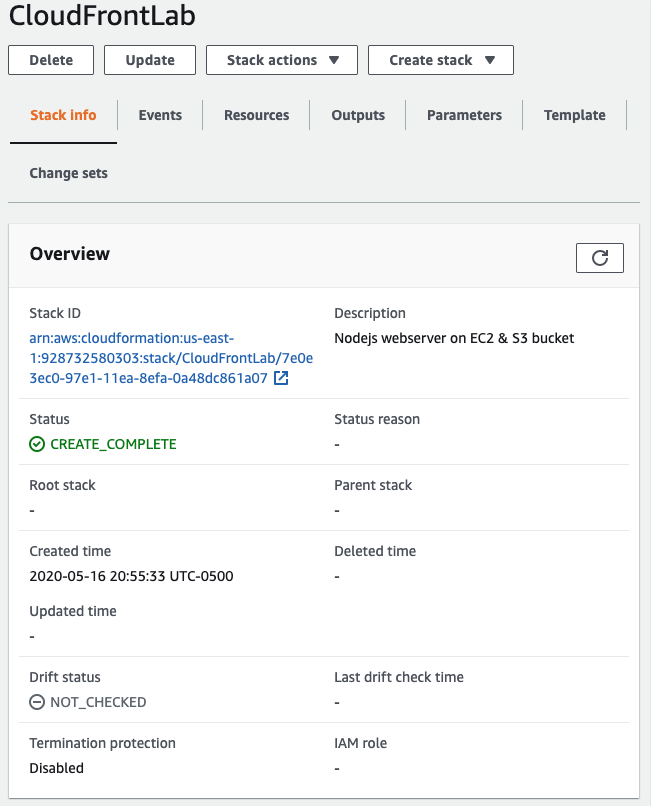 CloudFrontLab
Delete
Update
Stack actions
Create stack
Stack info
Events
Resources
Outputs
Parameters
Template
Change sets
Overview
Stack ID
Description
arn:aws:cloudformation:us-east-
1:928732580303:stack/CloudFrontLab/7e0e
3ec0-97e1-11ea-8efa-0a48dc861a07
Nodejs webserver on EC2 & S3 bucket
Status
Status reason
CREATE_COMPLETE
-
Root stack
Parent stack
-
-
Created time
Deleted time
2020-05-16 20:55:33 UTC-0500
-
Updated time
-
Drift status
Last drift check time
NOT_CHECKED
-
Termination protection
IAM role
Disabled
-